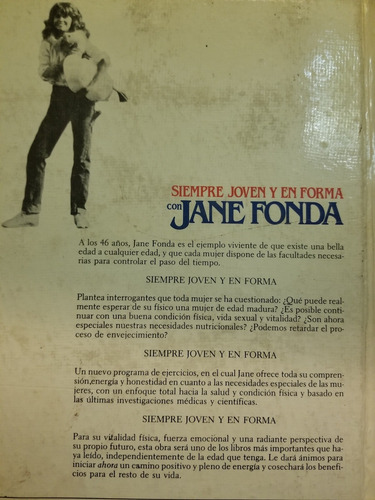 SIEMPRE JOVEN Y EN FORMA
con JANE FONDA
A los 46 años, Jane Fonda es el ejemplo viviente de que existe una bella
edad a cualquier edad, y que cada mujer dispone de las facultades necesa-
rias para controlar el paso del tiempo.
SIEMPRE JOVEN Y EN FORMA
Plantea interrogantes que toda mujer se ha cuestionado: ¿Qué puede real-
mente esperar de su físico una mujer de edad madura? ¿Es posible conti-
nuar con una buena condición física, vida sexual y vitalidad? ¿Son ahora
especiales nuestras necesidades nutricionales? ¿Podemos retardar el pro-
ceso de envejecimiento?
SIEMPRE JOVEN Y EN FORMA
Un nuevo programa de ejercicios, en el cual Jane ofrece toda su compren-
sión,energía y honestidad en cuanto a las necesidades especiales de las mu-
jeres, con un enfoque total hacia la salud y condición física y basado en
las últimas investigaciones médicas y científicas.
SIEMPRE JOVEN Y EN FORMA
Para su vitalidad física, fuerza emocional y una radiante perspectiva de
su propio futuro, esta obra será uno de los libros más importantes que ha-
ya leído, independientemente de la edad que tenga. Le dará ánimos para
iniciar ahora un camino positivo y pleno de energía y cosechará los benefi-
cios para el resto de su vida.